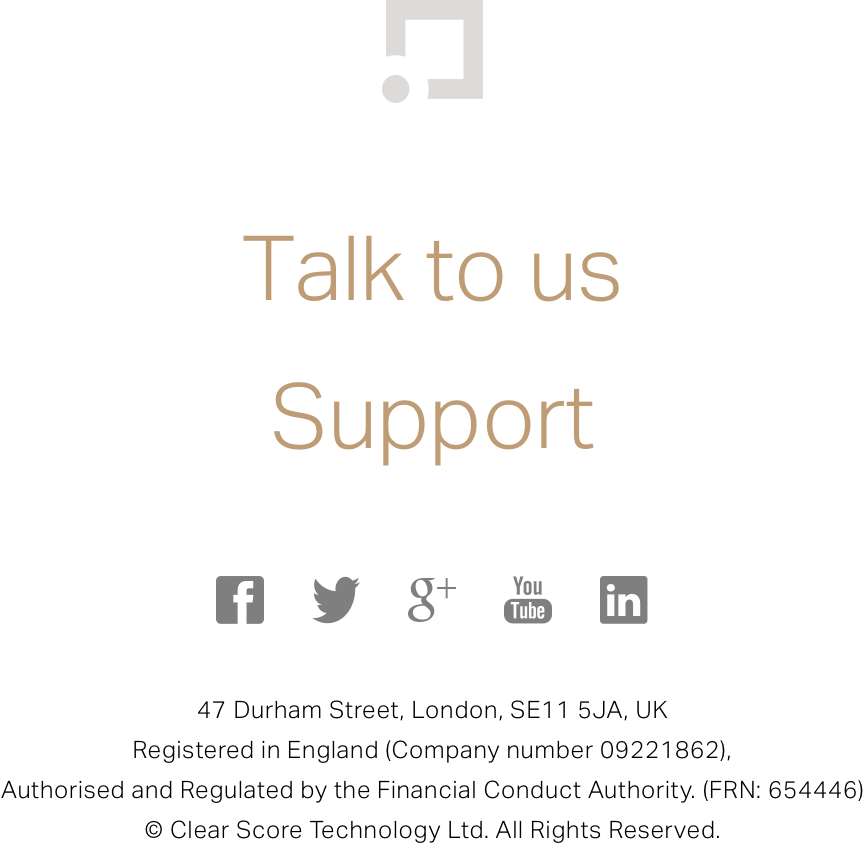 Talk to us
Support
You
Tube
47 Durham Street, London, SE11 5JA, UK
Registered in England (Company number 09221862),
Authorised and Regulated by the Financial Conduct Authority. (FRN: 654446)
© Clear Score Technology Ltd. All Rights Reserved.